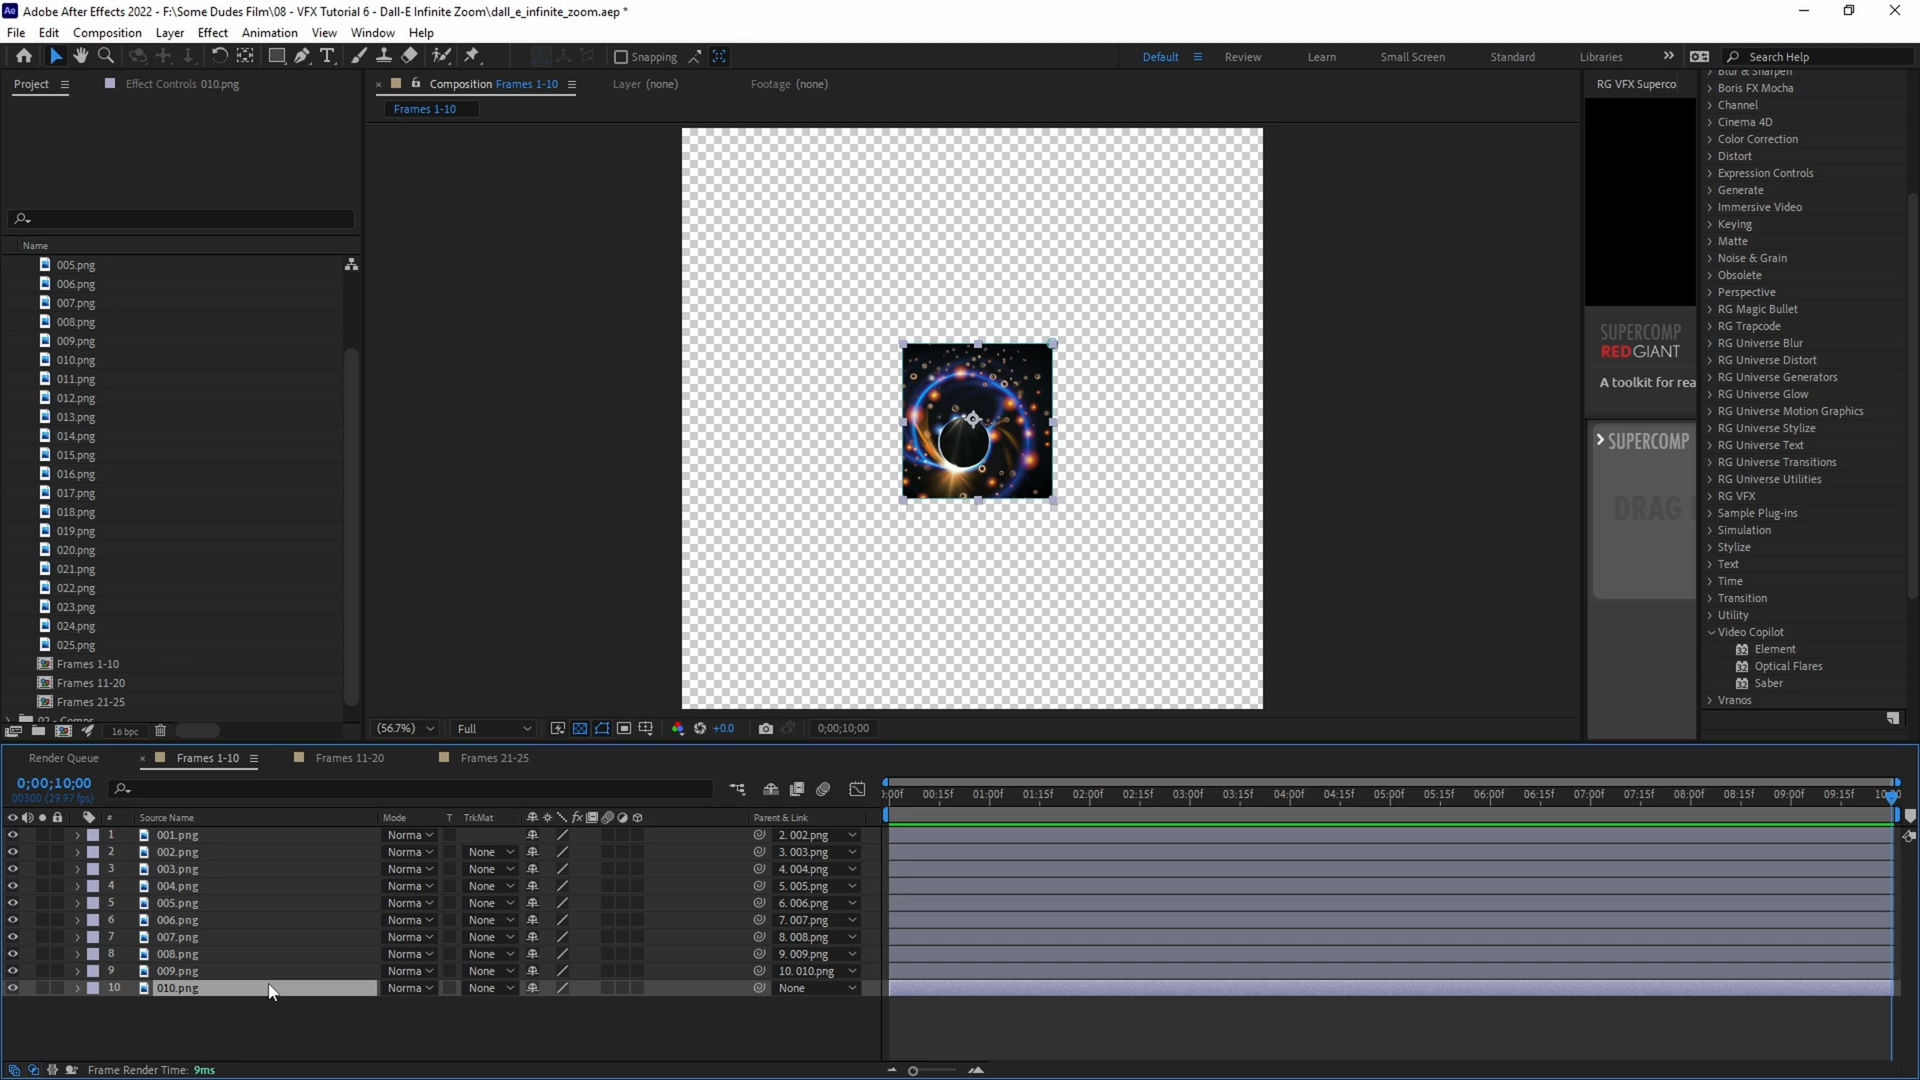 Ae Adobe After Effects 2022 - F:\Some Dudes Film\08 - VFX Tutorial 6 - Dall-E Infinite Zoom\dall_e_infinite_zoom.aep *
File Edit Composition Layer Effect Animation View Window Help
Snapping Default Review Learn Small Screen Standard Libraries Search Help
Project Effect Controls 010.png
Composition Frames 1-10 Layer (none) Footage (none)
Frames 1-10
Name
005.png
006.png
007.png
008.png
009.png
010.png
011.png
012.png
013.png
014.png
015.png
016.png
017.png
018.png
019.png
020.png
021.png
022.png
023.png
024.png
025.png
Frames 1-10
Frames 11-20
Frames 21-25
02 - Comps
16 bpc
(56.7%) Full +0.0 0;00;10;00
RG VFX Superco
SUPERCOMP
REDGIANT
A toolkit for rea
SUPERCOMP
DRAG
Blur & Sharpen
Boris FX Mocha
Channel
Cinema 4D
Color Correction
Distort
Expression Controls
Generate
Immersive Video
Keying
Matte
Noise & Grain
Obsolete
Perspective
RG Magic Bullet
RG Trapcode
RG Universe Blur
RG Universe Distort
RG Universe Generators
RG Universe Glow
RG Universe Motion Graphics
RG Universe Stylize
RG Universe Text
RG Universe Transitions
RG Universe Utilities
RG VFX
Sample Plug-ins
Simulation
Stylize
Text
Time
Transition
Utility
Video Copilot
32 Element
32 Optical Flares
32 Saber
Vranos
Render Queue Frames 1-10 Frames 11-20 Frames 21-25
0;00;10;00
00300 (29.97 fps)
:00f 00:15f 01:00f 01:15f 02:00f 02:15f 03:00f 03:15f 04:00f 04:15f 05:00f 05:15f 06:00f 06:15f 07:00f 07:15f 08:00f 08:15f 09:00f 09:15f
# Source Name Mode T TrkMat fx Parent & Link
1 001.png Norma 2. 002.png
2 002.png Norma None 3. 003.png
3 003.png Norma None 4. 004.png
4 004.png Norma None 5. 005.png
5 005.png Norma None 6. 006.png
6 006.png Norma None 7. 007.png
7 007.png Norma None 8. 008.png
8 008.png Norma None 9. 009.png
9 009.png Norma None 10. 010.png
10 010.png Norma None None
Frame Render Time: 9ms